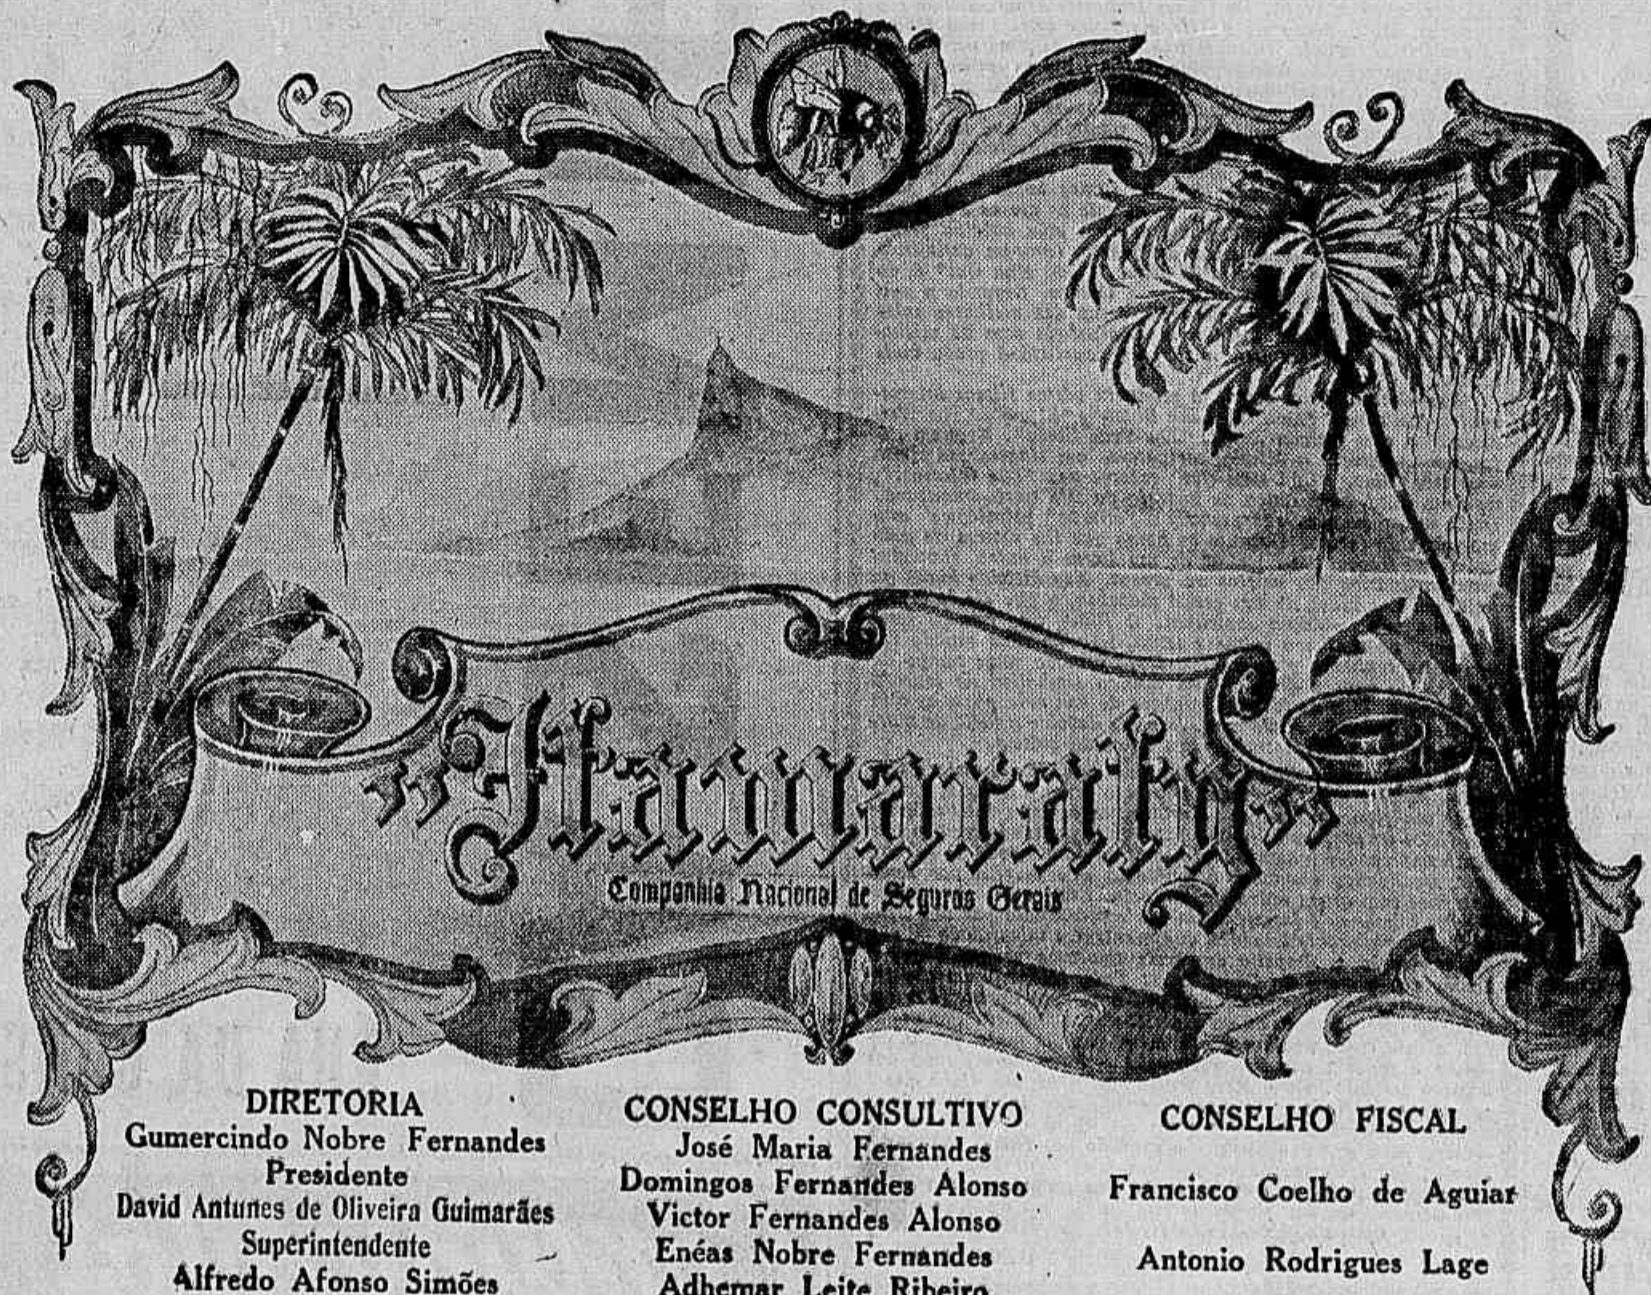 „Itamaraty”
Companhia Nacional de Seguros Gerais
DIRETORIA
Gumercindo Nobre Fernandes
Presidente
David Antunes de Oliveira Guimarães
Superintendente
Alfredo Afonso Simões
CONSELHO CONSULTIVO
José Maria Fernandes
Domingos Fernandes Alonso
Victor Fernandes Alonso
Enéas Nobre Fernandes
Adhemar Leite Ribeiro
CONSELHO FISCAL
Francisco Coelho de Aguiar
Antonio Rodrigues Lage